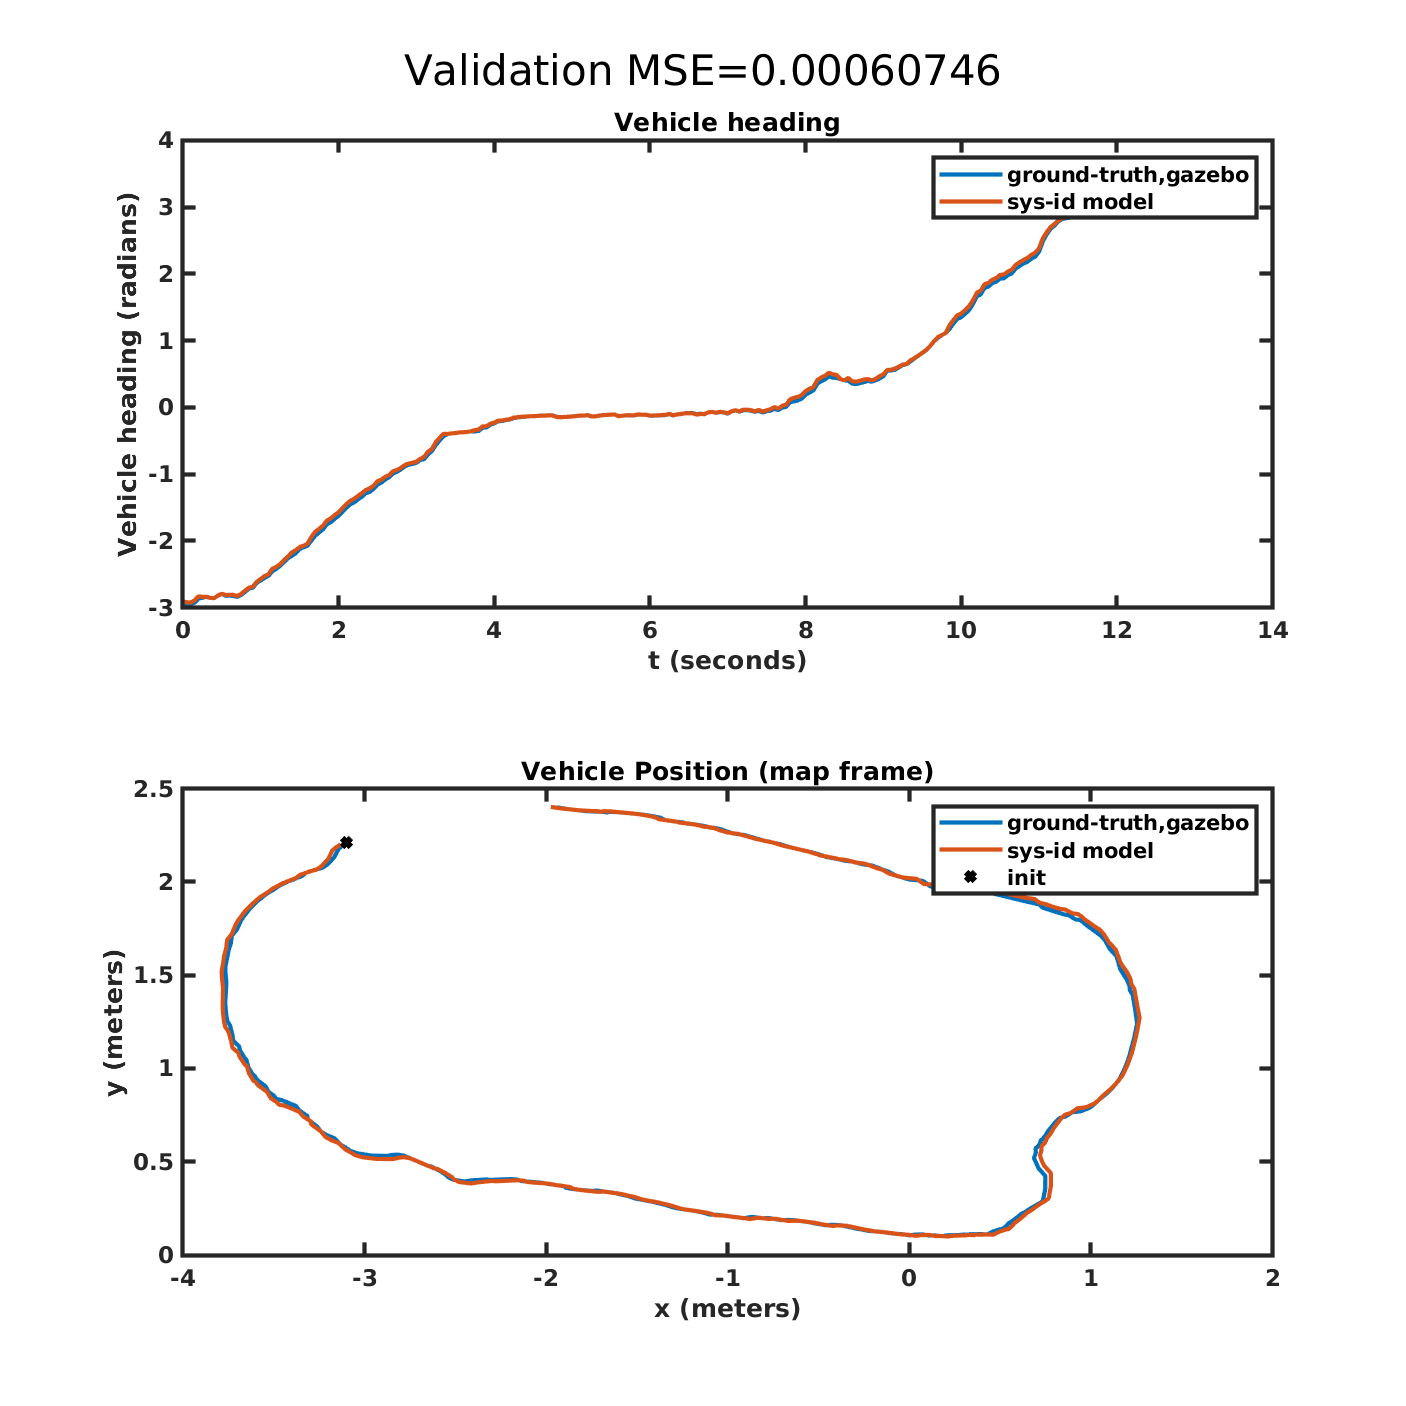 Validation MSE=0.00060746
Vehicle heading
4
3
2
1
0
-1
-2
-3
Vehicle heading (radians)
ground-truth,gazebo
sys-id model
0 2 4 6 8 10 12 14
t (seconds)
Vehicle Position (map frame)
2.5
2
1.5
1
0.5
0
y (meters)
ground-truth,gazebo
sys-id model
init
-4 -3 -2 -1 0 1 2
x (meters)